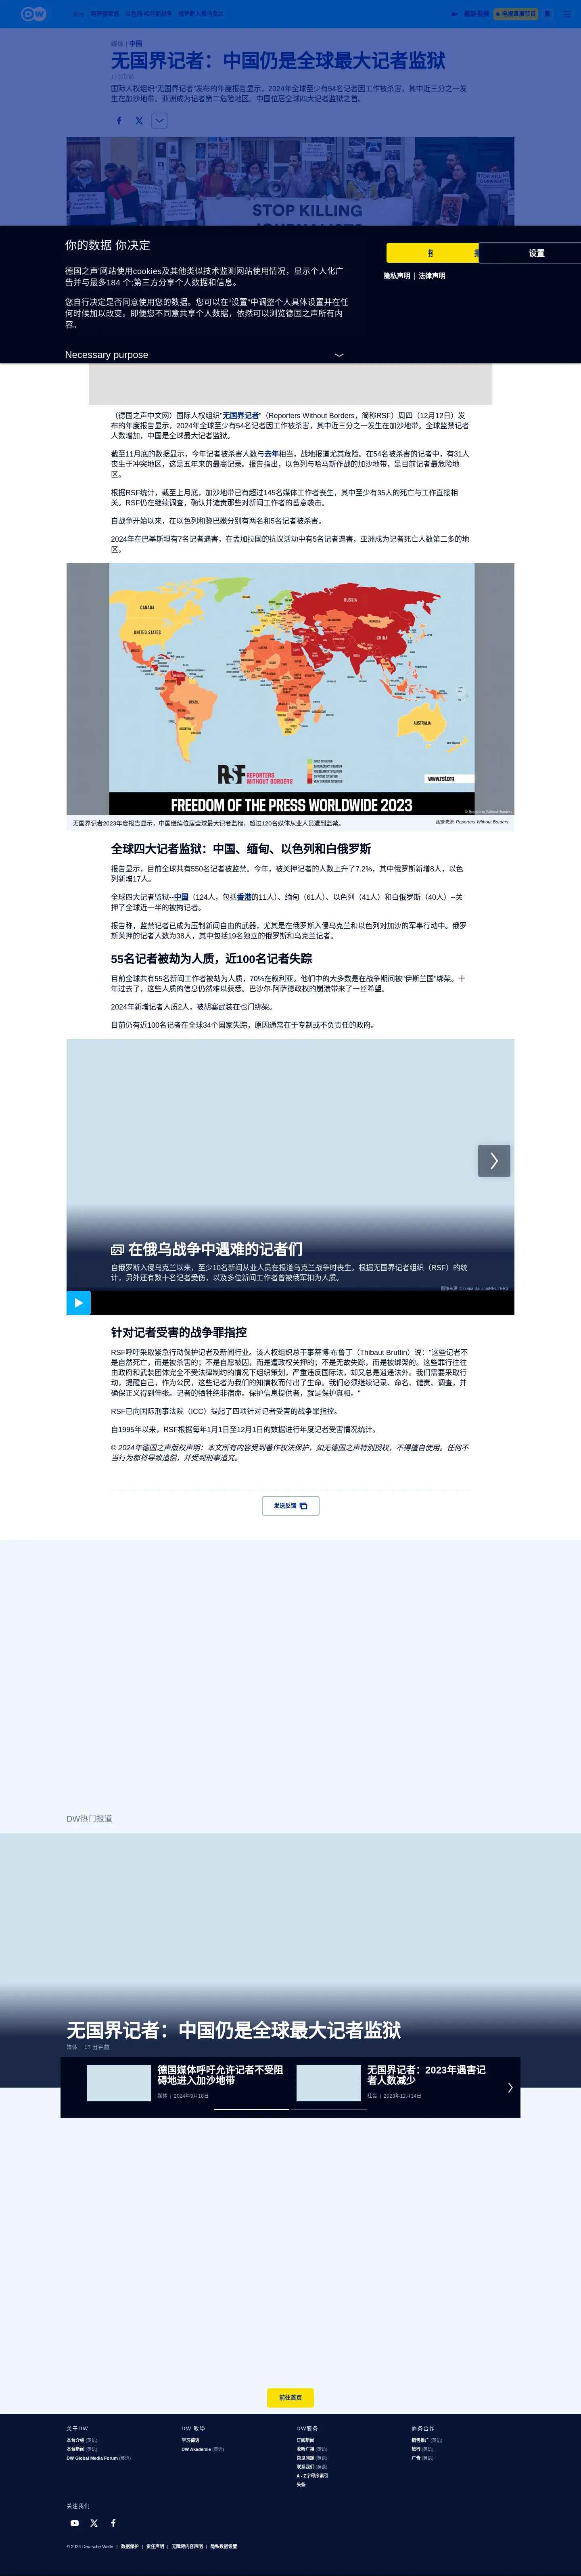 DW
叙利亚
最新视频
电视直播节目
媒体 | 中国
无国界记者：中国仍是全球最大记者监狱
17 分钟前
国际人权组织"无国界记者"发布的年度报告显示，2024年全球至少有54名记者因工作被杀害，其中近三分之一发
生在加沙地带。亚洲成为记者第二危险地区。中国位居全球四大记者监狱之首。
STOP KILLING
你的数据 你决定
德国之声'网站使用cookies及其他类似技术监测网站使用情况，显示个人化广
告并与最多184 个;第三方分享个人数据和信息。
您自行决定是否同意使用您的数据。您可以在“设置”中调整个人具体设置并在任
何时候加以改变。即便您不同意共享个人数据，依然可以浏览德国之声所有内
容。
Necessary purpose
设置
隐私声明 | 法律声明
（德国之声中文网）国际人权组织"无国界记者"（Reporters Without Borders，简称RSF）周四（12月12日）发
布的年度报告显示，2024年全球至少有54名记者因工作被杀害，其中近三分之一发生在加沙地带。全球监禁记者
人数增加，中国是全球最大记者监狱。
截至11月底的数据显示，今年记者被杀害人数与去年相当，战地报道尤其危险。在54名被杀害的记者中，有31人
丧生于冲突地区，这是五年来的最高记录。报告指出，以色列与哈马斯作战的加沙地带，是目前记者最危险地
区。
根据RSF统计，截至上月底，加沙地带已有超过145名媒体工作者丧生，其中至少有35人的死亡与工作直接相
关。RSF仍在继续调查，确认并谴责那些对新闻工作者的蓄意袭击。
自战争开始以来，在以色列和黎巴嫩分别有两名和5名记者被杀害。
2024年在巴基斯坦有7名记者遇害，在孟加拉国的抗议活动中有5名记者遇害，亚洲成为记者死亡人数第二多的地
区。
CANADA
UNITED STATES
RUSSIA
CHINA
BRAZIL
AUSTRALIA
RSF REPORTERS WITHOUT BORDERS
www.rsf.org
FREEDOM OF THE PRESS WORLDWIDE 2023
© Reporters Without Borders
无国界记者2023年度报告显示，中国继续位居全球最大记者监狱，超过120名媒体从业人员遭到监禁。
图像来源: Reporters Without Borders
全球四大记者监狱：中国、缅甸、以色列和白俄罗斯
报告显示，目前全球共有550名记者被监禁。今年，被关押记者的人数上升了7.2%，其中俄罗斯新增8人，以色
列新增17人。
全球四大记者监狱--中国（124人，包括香港的11人）、缅甸（61人）、以色列（41人）和白俄罗斯（40人）--关
押了全球近一半的被拘记者。
报告称，监禁记者已成为压制新闻自由的武器，尤其是在俄罗斯入侵乌克兰和以色列对加沙的军事行动中。俄罗
斯关押的记者人数为38人，其中包括19名独立的俄罗斯和乌克兰记者。
55名记者被劫为人质，近100名记者失踪
目前全球共有55名新闻工作者被劫为人质，70%在叙利亚。他们中的大多数是在战争期间被"伊斯兰国"绑架。十
年过去了，这些人质的信息仍然难以获悉。巴沙尔·阿萨德政权的崩溃带来了一丝希望。
2024年新增记者人质2人，被胡塞武装在也门绑架。
目前仍有近100名记者在全球34个国家失踪，原因通常在于专制或不负责任的政府。
在俄乌战争中遇难的记者们
自俄罗斯入侵乌克兰以来，至少10名新闻从业人员在报道乌克兰战争时丧生。根据无国界记者组织（RSF）的统
计，另外还有数十名记者受伤，以及多位新闻工作者曾被俄军扣为人质。
图像来源: Oksana Baulina/REUTERS
针对记者受害的战争罪指控
RSF呼吁采取紧急行动保护记者及新闻行业。该人权组织总干事蒂博·布鲁丁（Thibaut Bruttin）说："这些记者不
是自然死亡，而是被杀害的；不是自愿被囚，而是遭政权关押的；不是无故失踪，而是被绑架的。这些罪行往往
由政府和武装团体完全不受法律制约的情况下组织策划，严重违反国际法，却又总是逍遥法外。我们需要采取行
动，提醒自己，作为公民，这些记者为我们的知情权而付出了生命。我们必须继续记录、命名、谴责、调查，并
确保正义得到伸张。记者的牺牲绝非宿命。保护信息提供者，就是保护真相。"
RSF已向国际刑事法院（ICC）提起了四项针对记者受害的战争罪指控。
自1995年以来，RSF根据每年1月1日至12月1日的数据进行年度记者受害情况统计。
© 2024年德国之声版权声明：本文所有内容受到著作权法保护，如无德国之声特别授权，不得擅自使用。任何不
当行为都将导致追偿，并受到刑事追究。
发送反馈
DW热门报道
无国界记者：中国仍是全球最大记者监狱
媒体 | 17 分钟前
德国媒体呼吁允许记者不受阻
碍地进入加沙地带
媒体 | 2024年9月18日
无国界记者：2023年遇害记
者人数减少
社会 | 2023年12月14日
前往首页
关于DW
本台介绍 (英语)
本台新闻 (英语)
DW Global Media Forum (英语)
DW 教学
学习德语
DW Akademie (英语)
DW服务
订阅新闻
收听广播 (英语)
常见问题 (英语)
联系我们 (英语)
A - Z字母序索引
头条
商务合作
销售推广 (英语)
旅行 (英语)
广告 (英语)
关注我们
© 2024 Deutsche Welle | 数据保护 | 责任声明 | 无障碍内容声明 | 隐私数据设置